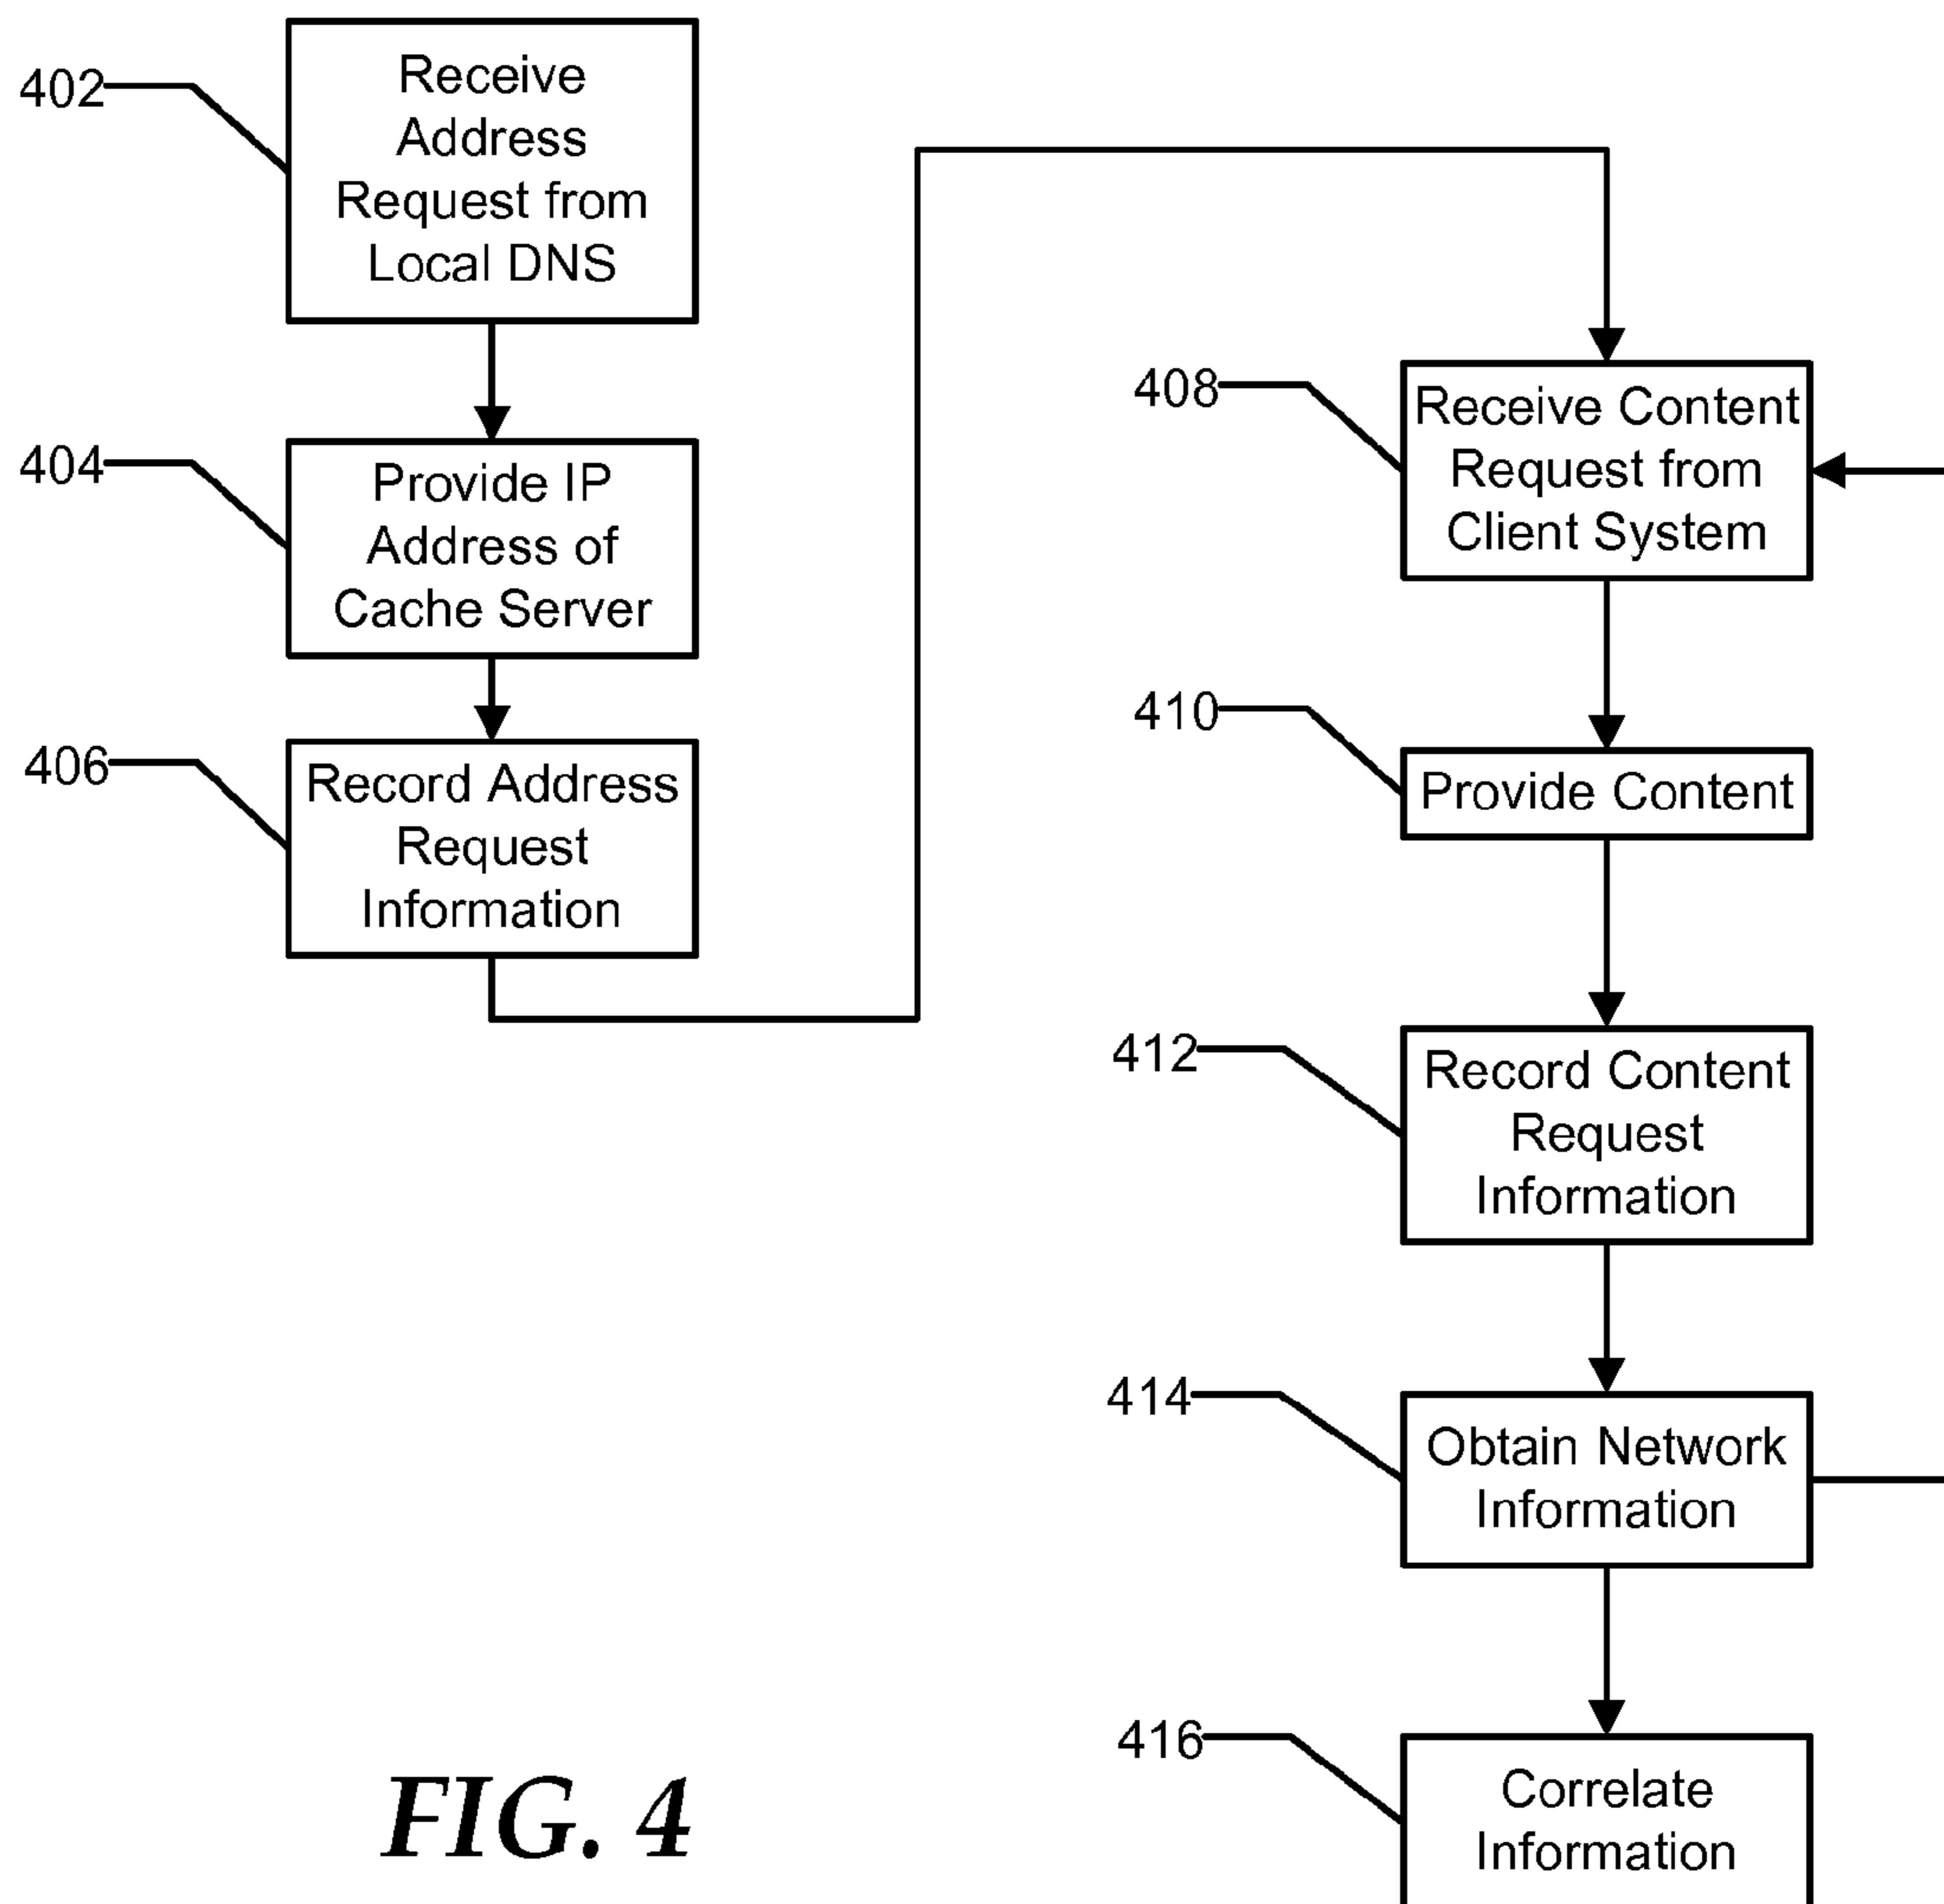 402
Receive
Address
Request from
Local DNS
404
Provide IP
Address of
Cache Server
406
Record Address
Request
Information
408
Receive Content
Request from
Client System
410
Provide Content
412
Record Content
Request
Information
414
Obtain Network
Information
416
Correlate
Information
FIG. 4